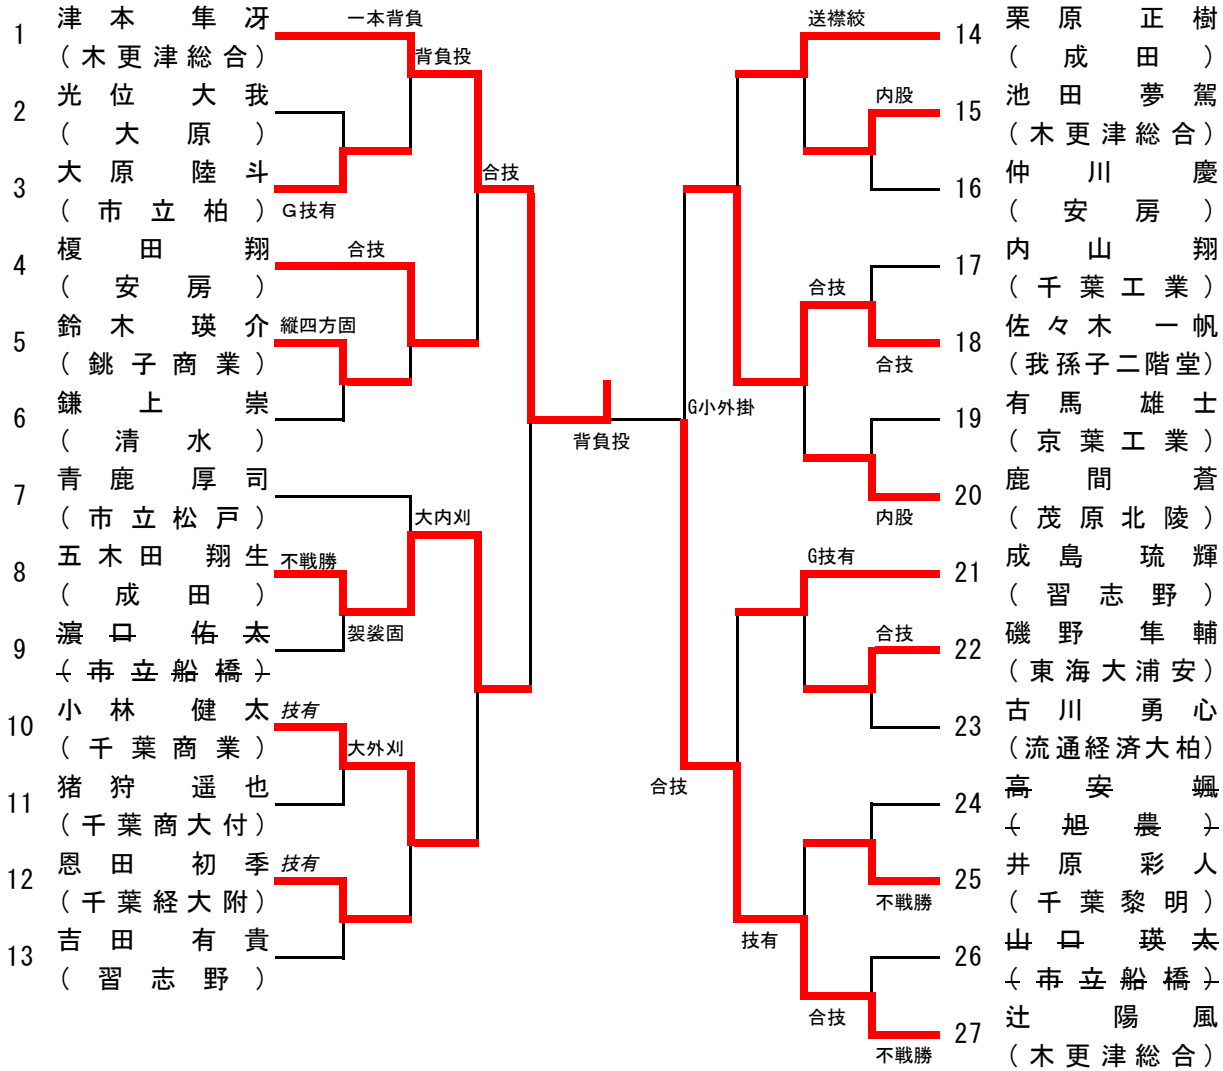 1 津本 隼冴
(木更津総合)
2 光位 大我
(大原)
3 大原 陸斗
(市立柏)
4 榎田 翔
(安房)
5 鈴木 瑛介
(銚子商業)
6 鎌上 崇
(清水)
7 青鹿 厚司
(市立松戸)
8 五木田 翔生
(成田)
9 濵口 佑太
(市立船橋)
10 小林 健太
(千葉商業)
11 猪狩 遥也
(千葉商大付)
12 恩田 初季
(千葉経大附)
13 吉田 有貴
(習志野)
一本背負
背負投
合技
G技有
合技
縦四方固
大内刈
不戦勝
袈裟固
技有
大外刈
技有
背負投
G小外掛
合技
送襟絞
内股
合技
合技
内股
G技有
合技
不戦勝
技有
合技
不戦勝
14 栗原 正樹
(成田)
15 池田 夢駕
(木更津総合)
16 仲川 慶
(安房)
17 内山 翔
(千葉工業)
18 佐々木 一帆
(我孫子二階堂)
19 有馬 雄士
(京葉工業)
20 鹿間 蒼
(茂原北陵)
21 成島 琉輝
(習志野)
22 磯野 隼輔
(東海大浦安)
23 古川 勇心
(流通経済大柏)
24 高安 颯
(旭農)
25 井原 彩人
(千葉黎明)
26 山口 瑛太
(市立船橋)
27 辻 陽風
(木更津総合)